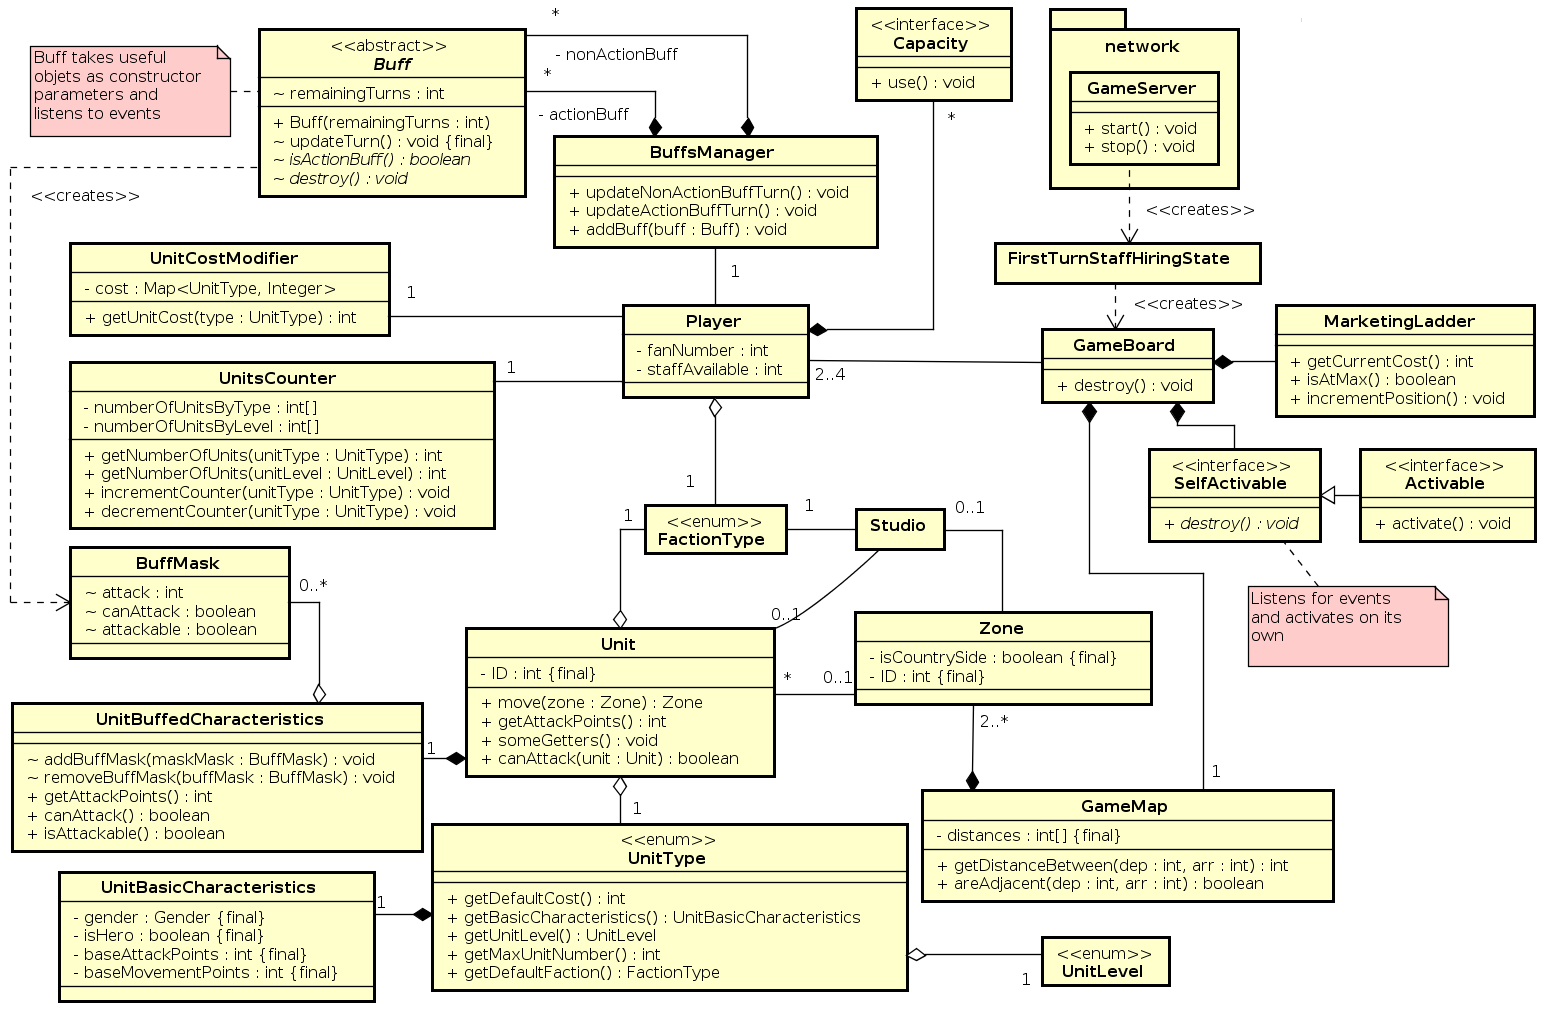 Buff takes useful
objets as constructor
parameters and
listens to events
<<abstract>>
Buff
~ remainingTurns : int
+ Buff(remainingTurns : int)
~ updateTurn() : void {final}
~ isActionBuff() : boolean
~ destroy() : void
*
- nonActionBuff
*
- actionBuff
<<creates>>
BuffsManager
+ updateNonActionBuffTurn() : void
+ updateActionBuffTurn() : void
+ addBuff(buff : Buff) : void
1
<<interface>>
Capacity
+ use() : void
*
network
GameServer
+ start() : void
+ stop() : void
<<creates>>
FirstTurnStaffHiringState
<<creates>>
UnitCostModifier
- cost : Map<UnitType, Integer>
+ getUnitCost(type : UnitType) : int
1
Player
- fanNumber : int
- staffAvailable : int
2..4
GameBoard
+ destroy() : void
MarketingLadder
+ getCurrentCost() : int
+ isAtMax() : boolean
+ incrementPosition() : void
UnitsCounter
- numberOfUnitsByType : int[]
- numberOfUnitsByLevel : int[]
+ getNumberOfUnits(unitType : UnitType) : int
+ getNumberOfUnits(unitLevel : UnitLevel) : int
+ incrementCounter(unitType : UnitType) : void
+ decrementCounter(unitType : UnitType) : void
1
1
<<interface>>
SelfActivable
+ destroy() : void
<<interface>>
Activable
+ activate() : void
1
<<enum>>
FactionType
1
Studio
0..1
Listens for events
and activates on its
own
BuffMask
~ attack : int
~ canAttack : boolean
~ attackable : boolean
0..*
0..1
Unit
- ID : int {final}
+ move(zone : Zone) : Zone
+ getAttackPoints() : int
+ someGetters() : void
+ canAttack(unit : Unit) : boolean
*
0..1
Zone
- isCountrySide : boolean {final}
- ID : int {final}
2..*
1
UnitBuffedCharacteristics
~ addBuffMask(maskMask : BuffMask) : void
~ removeBuffMask(buffMask : BuffMask) : void
+ getAttackPoints() : int
+ canAttack() : boolean
+ isAttackable() : boolean
1
1
GameMap
- distances : int[] {final}
+ getDistanceBetween(dep : int, arr : int) : int
+ areAdjacent(dep : int, arr : int) : boolean
UnitBasicCharacteristics
- gender : Gender {final}
- isHero : boolean {final}
- baseAttackPoints : int {final}
- baseMovementPoints : int {final}
1
<<enum>>
UnitType
+ getDefaultCost() : int
+ getBasicCharacteristics() : UnitBasicCharacteristics
+ getUnitLevel() : UnitLevel
+ getMaxUnitNumber() : int
+ getDefaultFaction() : FactionType
<<enum>>
UnitLevel
1